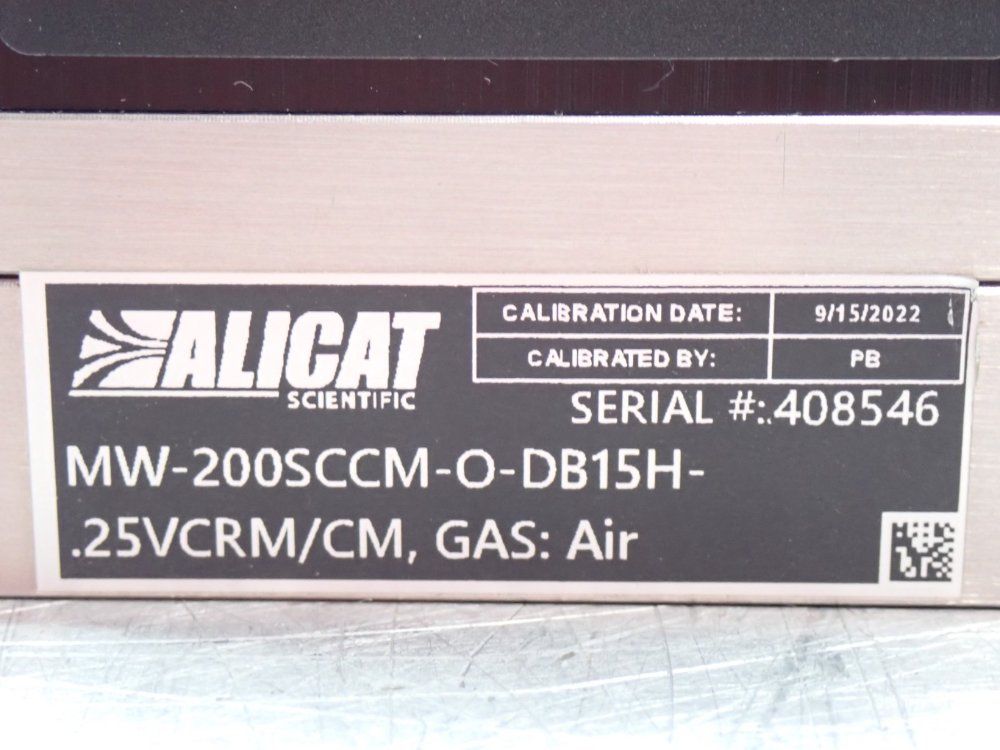 ALICAT
SCIENTIFIC
CALIBRATION DATE: 9/15/2022
CALIBRATED BY: PB
SERIAL #:.408546
MW-200SCCM-O-DB15H-
.25VCRM/CM, GAS: Air